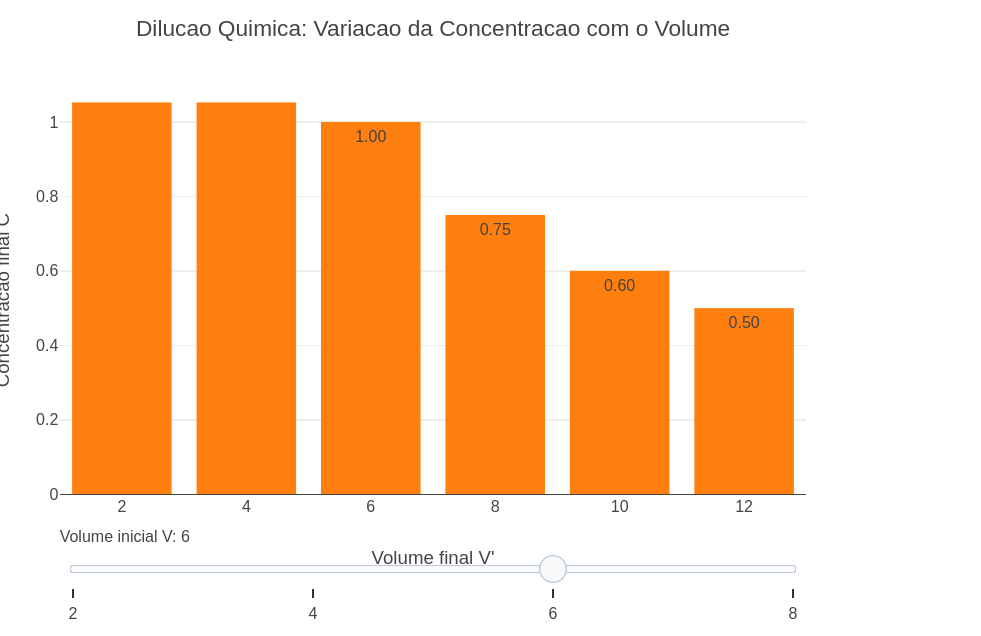 Dilucao Quimica: Variacao da Concentracao com o Volume
Concentracao final C
1
0.8
0.6
0.4
0.2
0
1.00
0.75
0.60
0.50
2 4 6 8 10 12
Volume inicial V: 6
Volume final V'
2 4 6 8